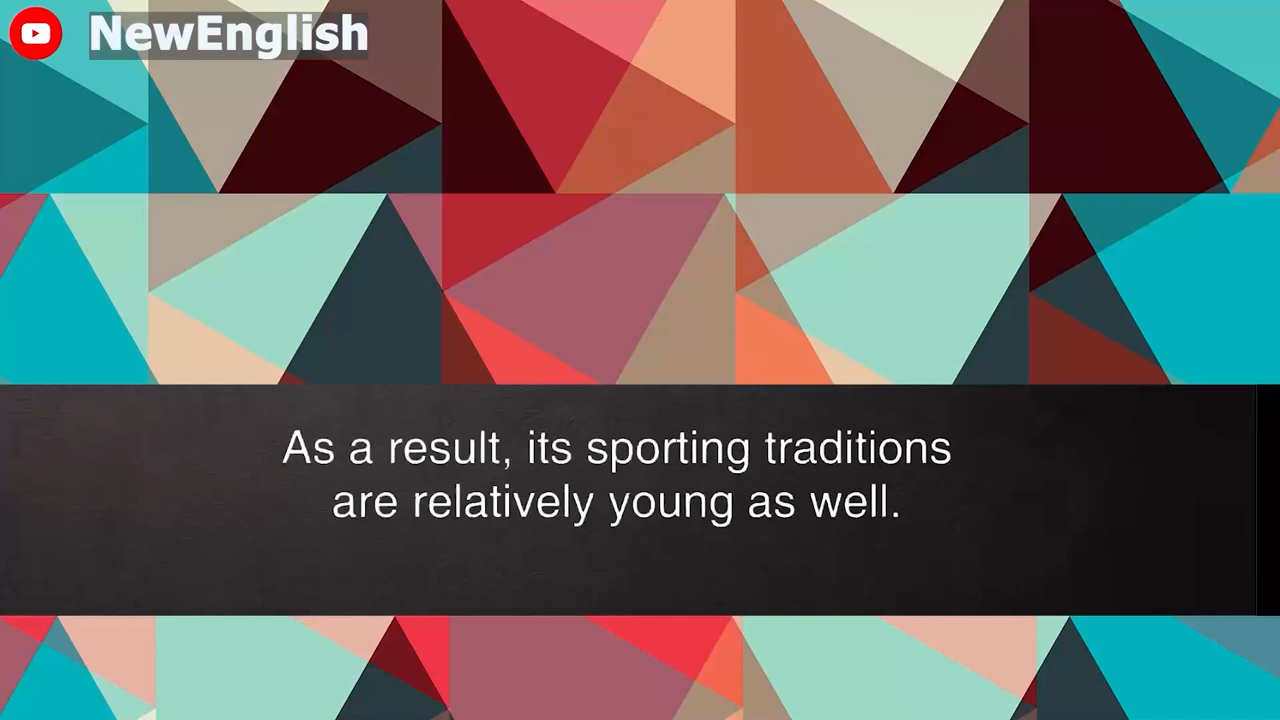 NewEnglish
As a result, its sporting traditions
are relatively young as well.